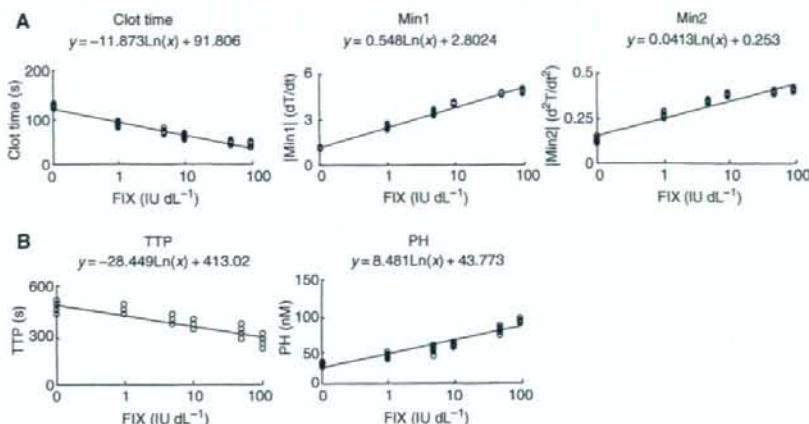 A
Clot time
y = –11.873Ln(x) + 91.806
200
100
0
Clot time (s)
0 1 10 100
FIX (IU dL⁻¹)
Min1
y = 0.548Ln(x) + 2.8024
6
3
0
|Min1| (dT/dt)
0 1 10 100
FIX (IU dL⁻¹)
Min2
y = 0.0413Ln(x) + 0.253
0.5
0.25
0
|Min2| (d²T/dt²)
0 1 10 100
FIX (IU dL⁻¹)
B
TTP
y = –28.449Ln(x) + 413.02
600
300
0
TTP (s)
0 1 10 100
FIX (IU dL⁻¹)
PH
y = 8.481Ln(x) + 43.773
150
100
50
0
PH (nM)
0 1 10 100
FIX (IU dL⁻¹)